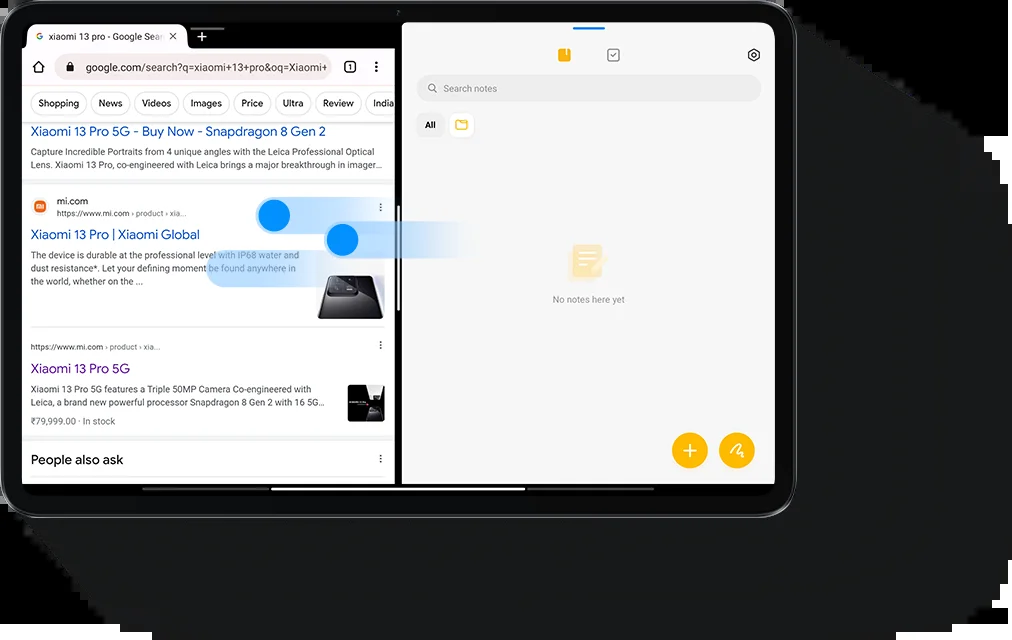 xiaomi 13 pro - Google Sear
google.com/search?q=xiaomi+13+pro&oq=Xiaomi+
1
Shopping
News
Videos
Images
Price
Ultra
Review
India
Xiaomi 13 Pro 5G - Buy Now - Snapdragon 8 Gen 2
Capture Incredible Portraits from 4 unique angles with the Leica Professional Optical
Lens. Xiaomi 13 Pro, co-engineered with Leica brings a major breakthrough in imager...
mi.com
https://www.mi.com › product › xia...
Xiaomi 13 Pro | Xiaomi Global
The device is durable at the professional level with IP68 water and
dust resistance*. Let your defining moment be found anywhere in
the world, whether on the ...
https://www.mi.com › product › xia...
Xiaomi 13 Pro 5G
Xiaomi 13 Pro 5G features a Triple 50MP Camera Co-engineered with
Leica, a brand new powerful processor Snapdragon 8 Gen 2 with 16 5G...
₹79,999.00 · In stock
People also ask
Search notes
All
No notes here yet